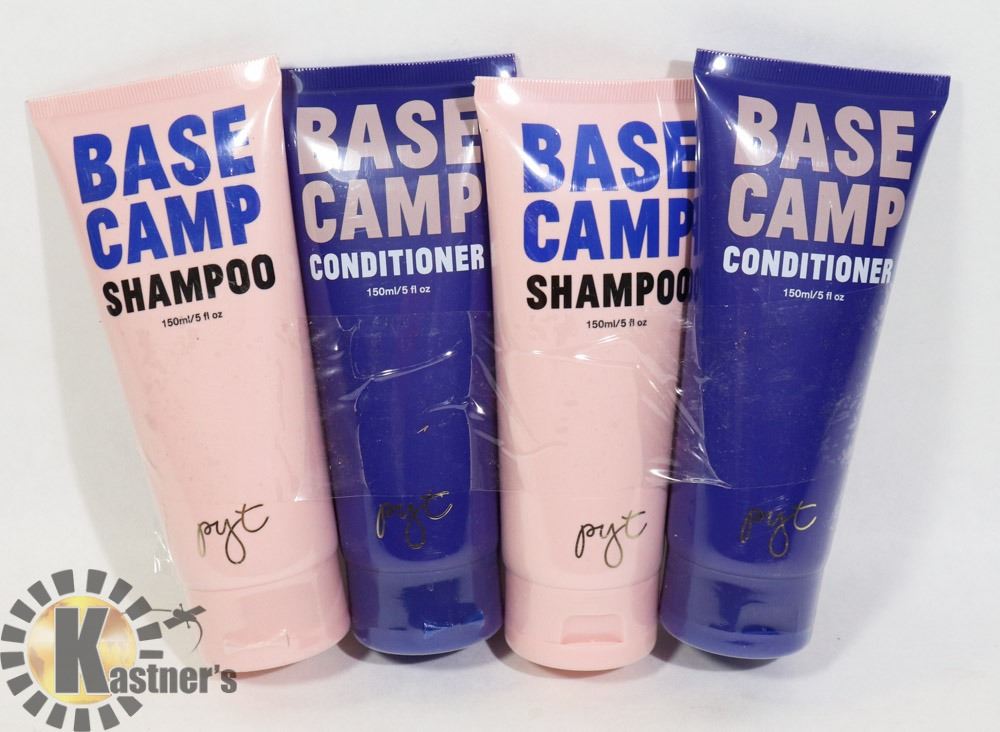 BASE
CAMP
SHAMPOO
150ml/5 fl oz
pyt
BASE
CAMP
CONDITIONER
150ml/5 fl oz
pyt
BASE
CAMP
SHAMPOO
150ml/5 fl oz
pyt
BASE
CAMP
CONDITIONER
150ml/5 fl oz
pyt
Kastner's